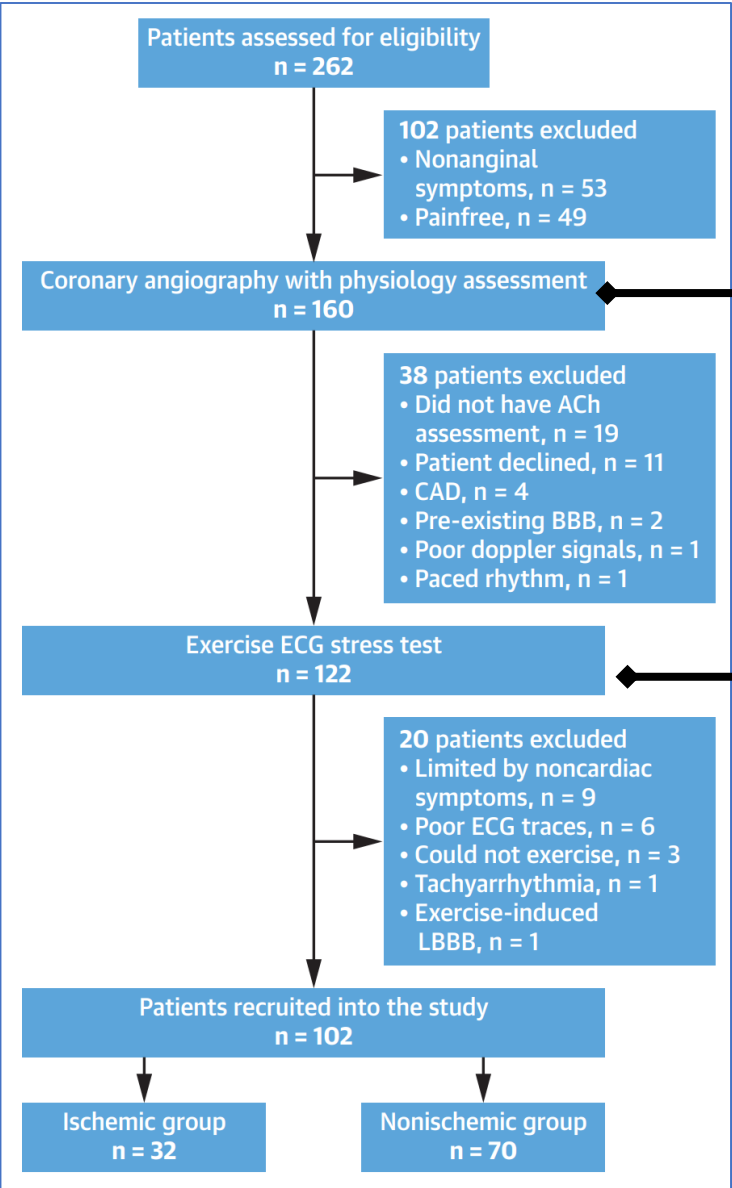 Patients assessed for eligibility
n = 262
102 patients excluded
• Nonanginal
symptoms, n = 53
• Painfree, n = 49
Coronary angiography with physiology assessment
n = 160
38 patients excluded
• Did not have ACh
assessment, n = 19
• Patient declined, n = 11
• CAD, n = 4
• Pre-existing BBB, n = 2
• Poor doppler signals, n = 1
• Paced rhythm, n = 1
Exercise ECG stress test
n = 122
20 patients excluded
• Limited by noncardiac
symptoms, n = 9
• Poor ECG traces, n = 6
• Could not exercise, n = 3
• Tachyarrhythmia, n = 1
• Exercise-induced
LBBB, n = 1
Patients recruited into the study
n = 102
Ischemic group
n = 32
Nonischemic group
n = 70